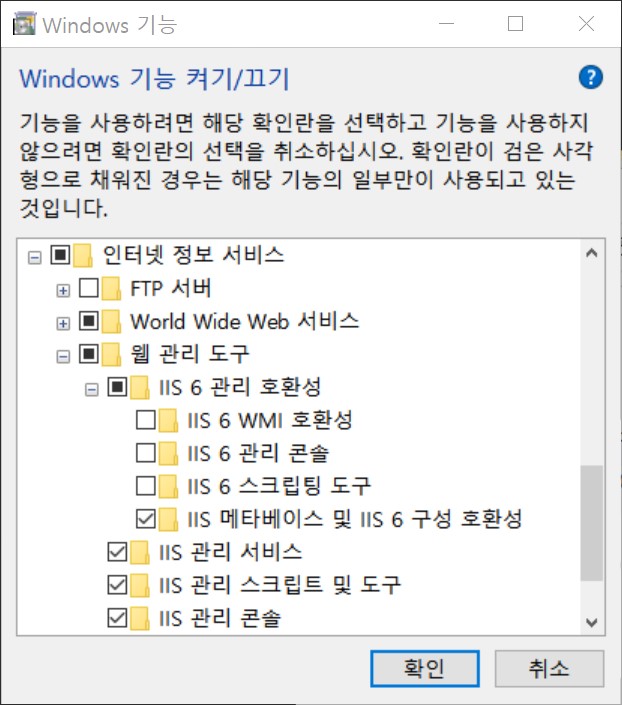 Windows 기능
Windows 기능 켜기/끄기
?
기능을 사용하려면 해당 확인란을 선택하고 기능을 사용하지
않으려면 확인란의 선택을 취소하십시오. 확인란이 검은 사각
형으로 채워진 경우는 해당 기능의 일부만이 사용되고 있는
것입니다.
인터넷 정보 서비스
FTP 서버
World Wide Web 서비스
웹 관리 도구
IIS 6 관리 호환성
IIS 6 WMI 호환성
IIS 6 관리 콘솔
IIS 6 스크립팅 도구
IIS 메타베이스 및 IIS 6 구성 호환성
IIS 관리 서비스
IIS 관리 스크립트 및 도구
IIS 관리 콘솔
확인
취소